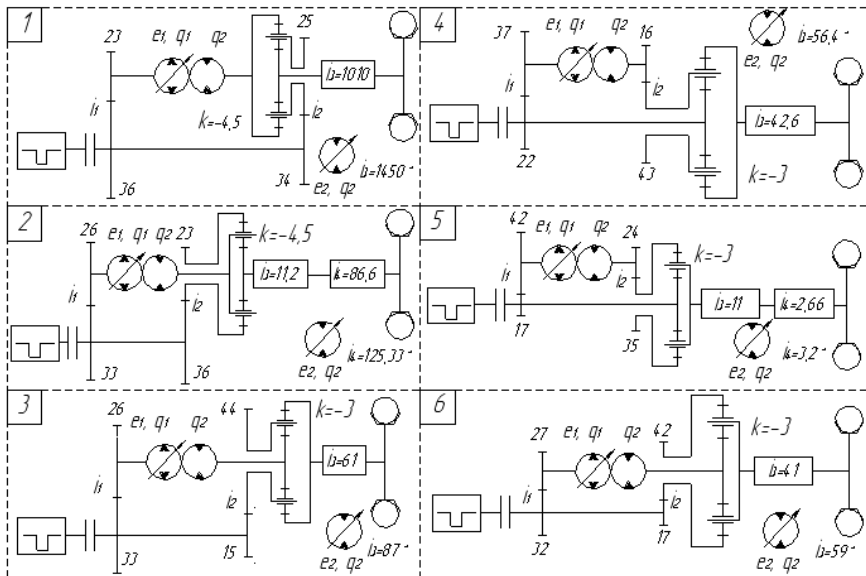 1
23
e1, q1 q2
25
i1
k=-4,5
i3=1010
i2
36
34
e2, q2
i3=1450*
2
26
e1, q1 q2
23
k=-4,5
i1
i2
i3=11,2
i4=86,6
33
36
e2, q2
i4=125,33*
3
26
e1, q1 q2
44
k=-3
i1
i2
i3=61
33
15
e2, q2
i3=87*
4
37
e1, q1 q2
16
e2, q2
i3=56,4*
i1
i2
i3=42,6
22
43
k=-3
5
42
e1, q1 q2
24
k=-3
i1
i2
i3=11
i4=2,66
17
35
e2, q2
i4=3,2*
6
27
e1, q1 q2
42
k=-3
i1
i2
i3=41
32
17
e2, q2
i3=59*